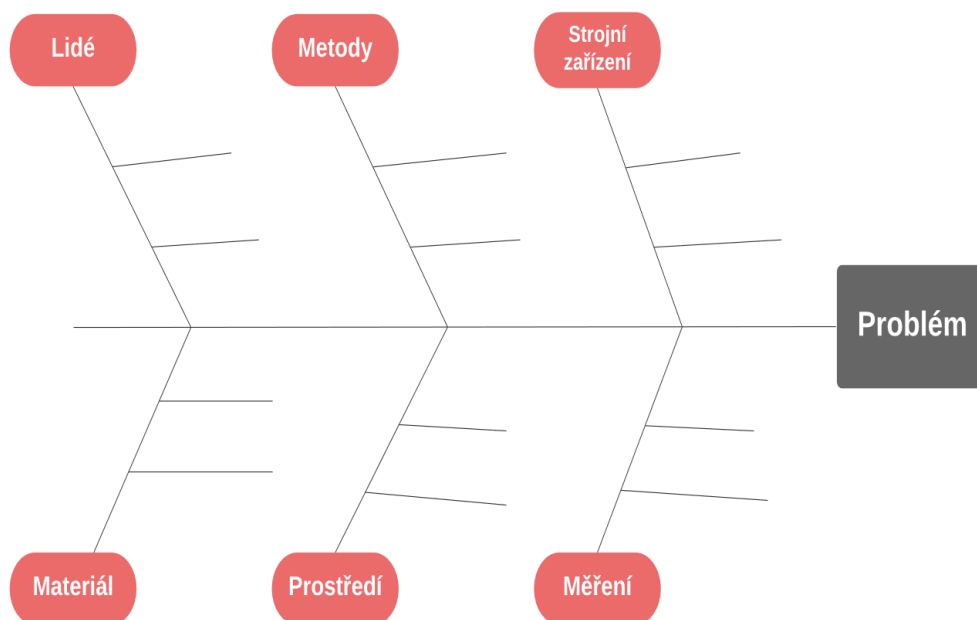 Lidé
Metody
Strojní
zařízení
Problém
Materiál
Prostředí
Měření